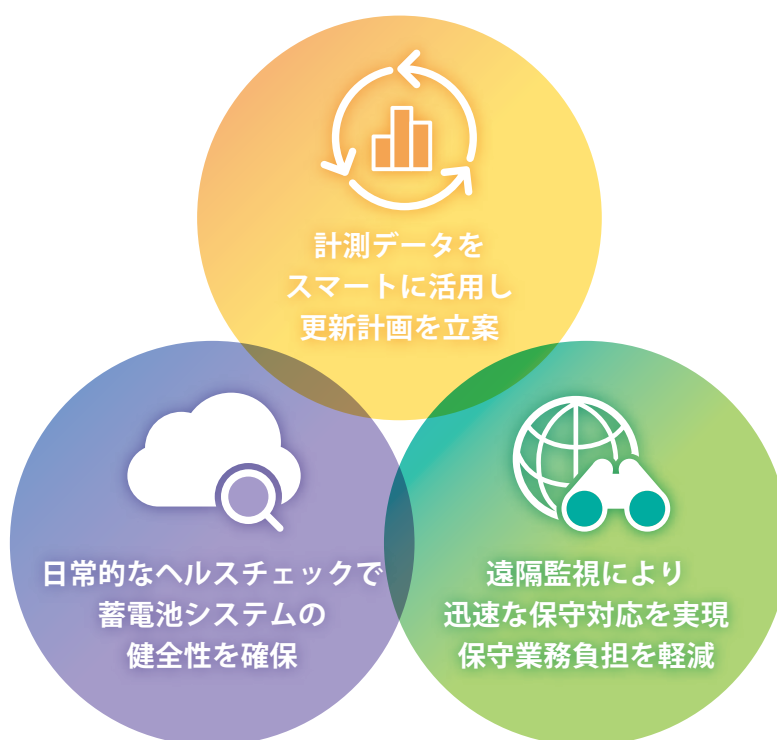 計測データを
スマートに活用し
更新計画を立案
日常的なヘルスチェックで
蓄電池システムの
健全性を確保
遠隔監視により
迅速な保守対応を実現
保守業務負担を軽減